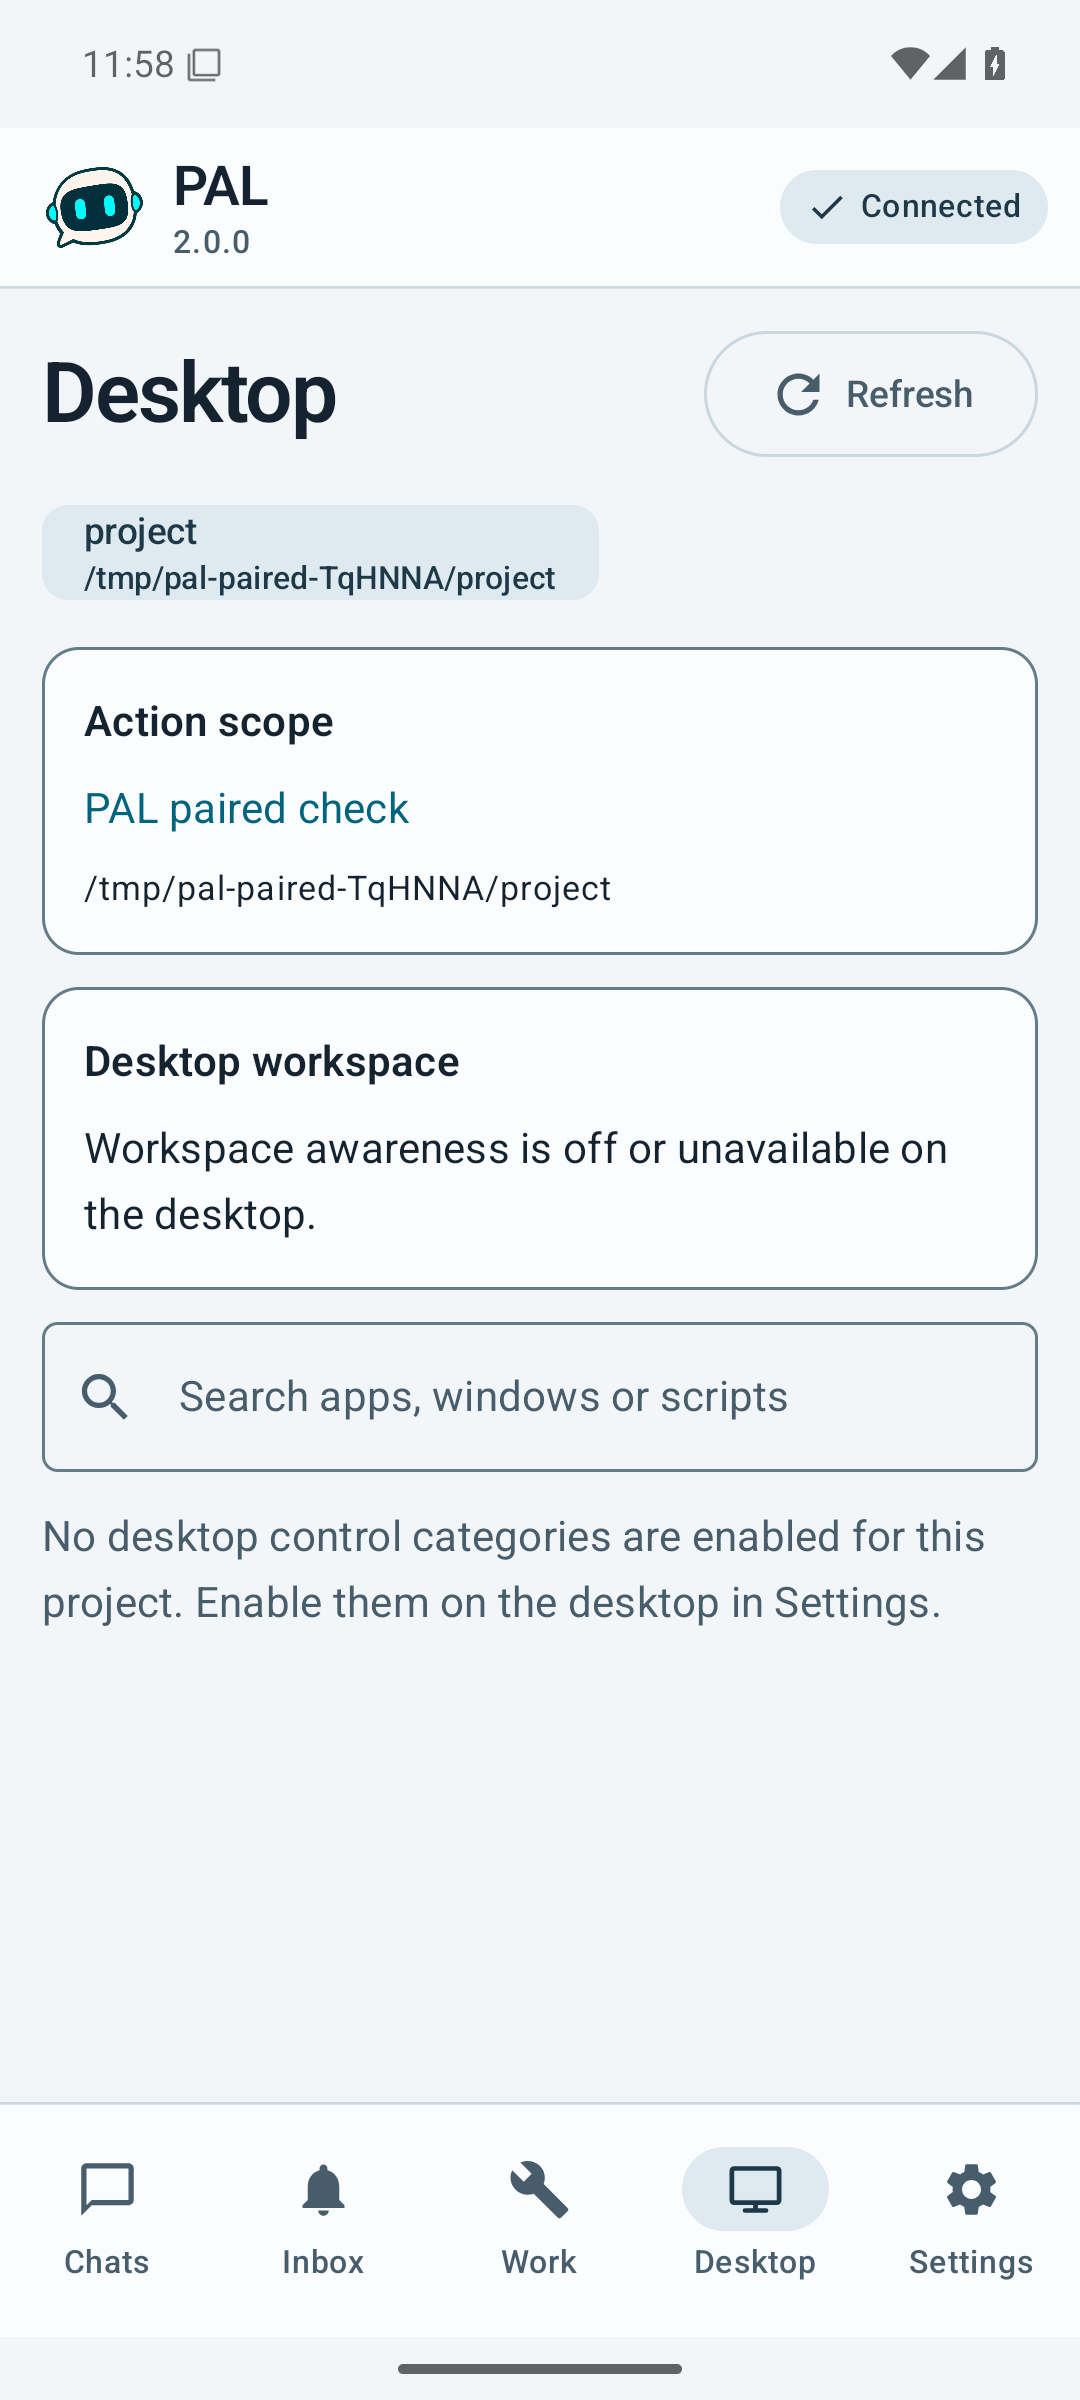 11:58
PAL
2.0.0
Connected
Desktop
Refresh
project
/tmp/pal-paired-TqHNNA/project
Action scope
PAL paired check
/tmp/pal-paired-TqHNNA/project
Desktop workspace
Workspace awareness is off or unavailable on
the desktop.
Search apps, windows or scripts
No desktop control categories are enabled for this
project. Enable them on the desktop in Settings.
Chats
Inbox
Work
Desktop
Settings